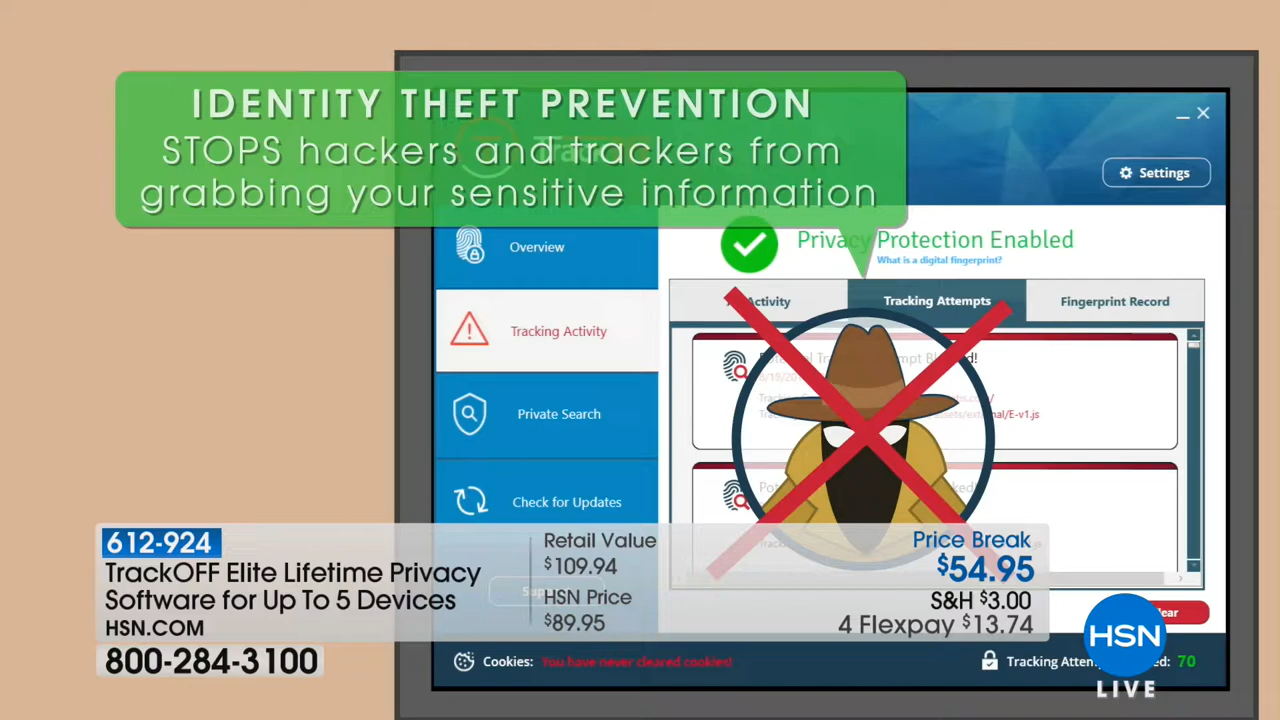 IDENTITY THEFT PREVENTION
STOPS hackers and trackers from
grabbing your sensitive information
Settings
Privacy Protection Enabled
What is a digital fingerprint?
Overview
Tracking Activity
Private Search
Check for Updates
Activity
Tracking Attempts
Fingerprint Record
E-v1.js
612-924
TrackOFF Elite Lifetime Privacy
Software for Up To 5 Devices
HSN.COM
800-284-3100
Retail Value
$109.94
HSN Price
$89.95
Price Break
$54.95
S&H $3.00
4 Flexpay $13.74
HSN
LIVE
Cookies: You have never cleared cookies!
Tracking 70